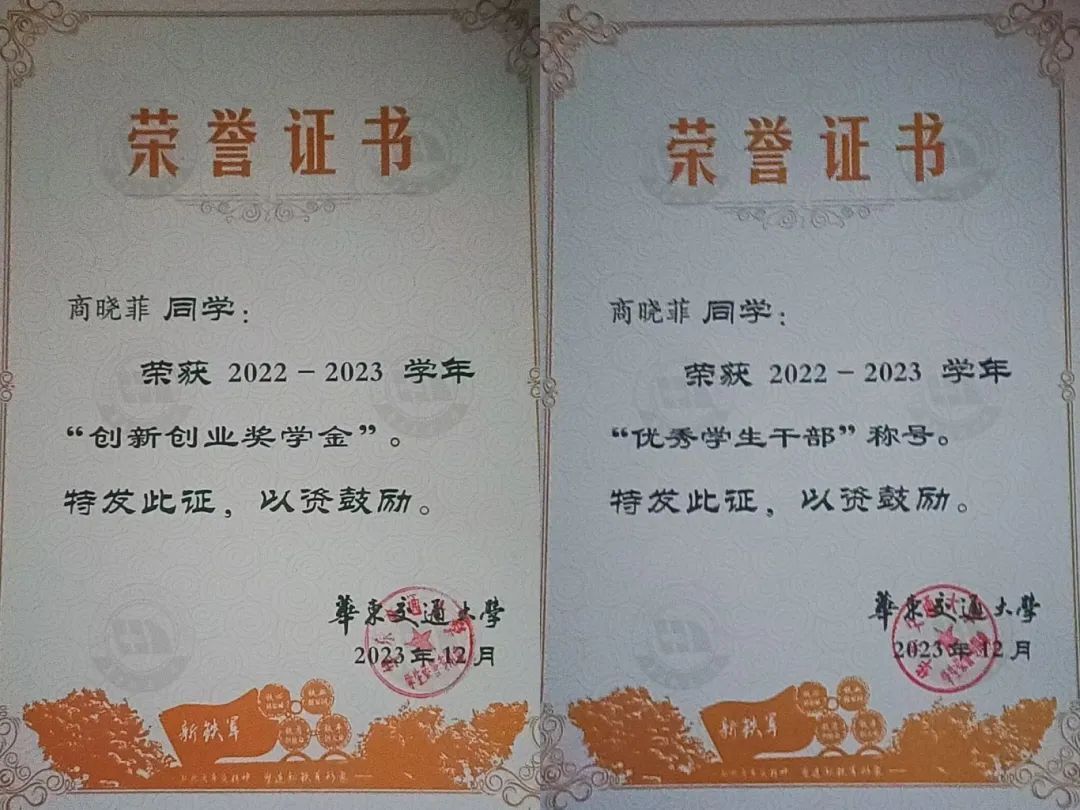 荣誉证书
商晓菲 同学：
荣获 2022－2023 学年
“创新创业奖学金”。
特发此证，以资鼓励。
華東交通大學
2023年12月
新铁军
荣誉证书
商晓菲 同学：
荣获 2022－2023 学年
“优秀学生干部”称号。
特发此证，以资鼓励。
華東交通大學
2023年12月
新铁军